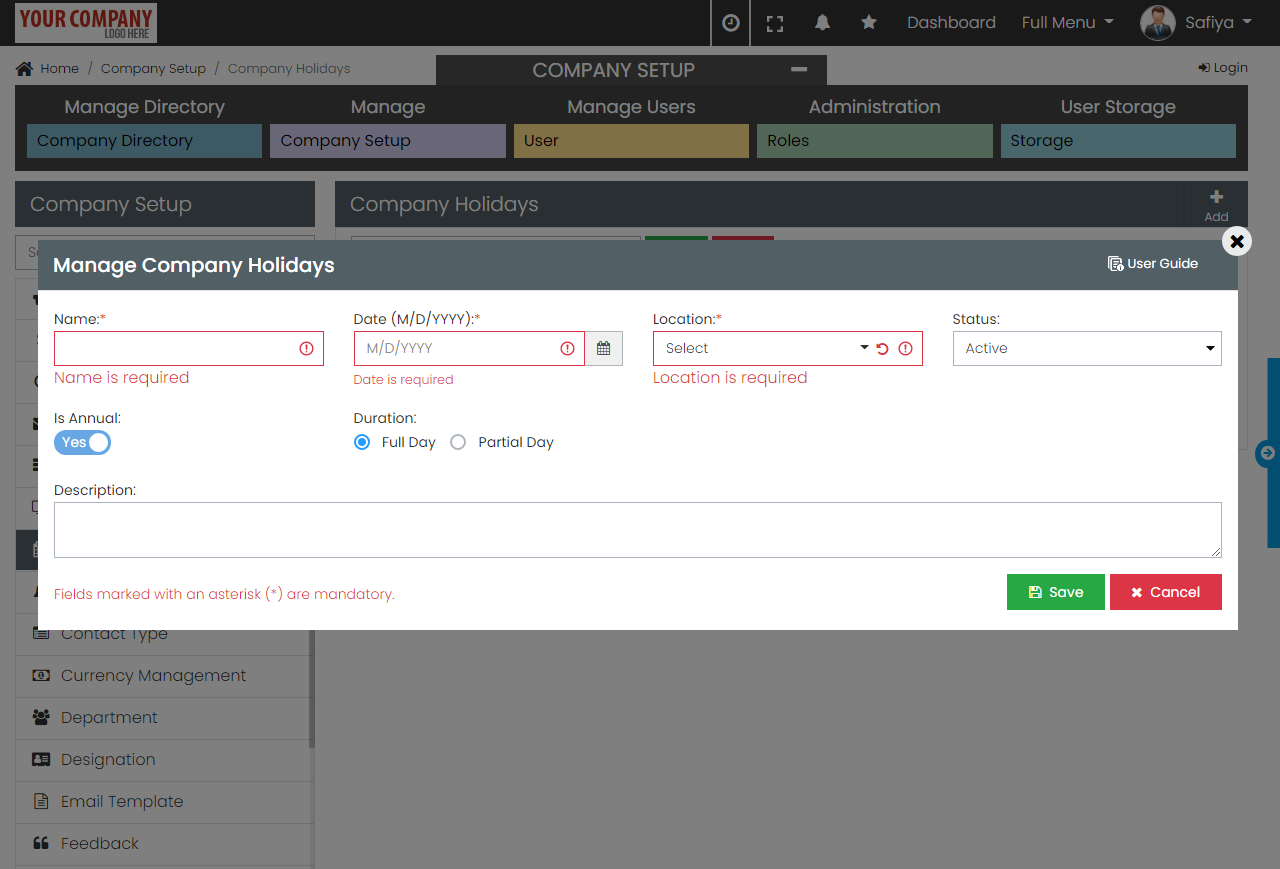 YOUR COMPANY
LOGO HERE
Dashboard
Full Menu
Safiya
Home / Company Setup / Company Holidays
COMPANY SETUP
Login
Manage Directory
Manage
Manage Users
Administration
User Storage
Company Directory
Company Setup
User
Roles
Storage
Company Setup
Company Holidays
Add
Manage Company Holidays
User Guide
Name:*
Date (M/D/YYYY):*
Location:*
Status:
M/D/YYYY
Select
Active
Name is required
Date is required
Location is required
Is Annual:
Duration:
Yes
Full Day
Partial Day
Description:
Fields marked with an asterisk (*) are mandatory.
Save
Cancel
Contact Type
Currency Management
Department
Designation
Email Template
Feedback